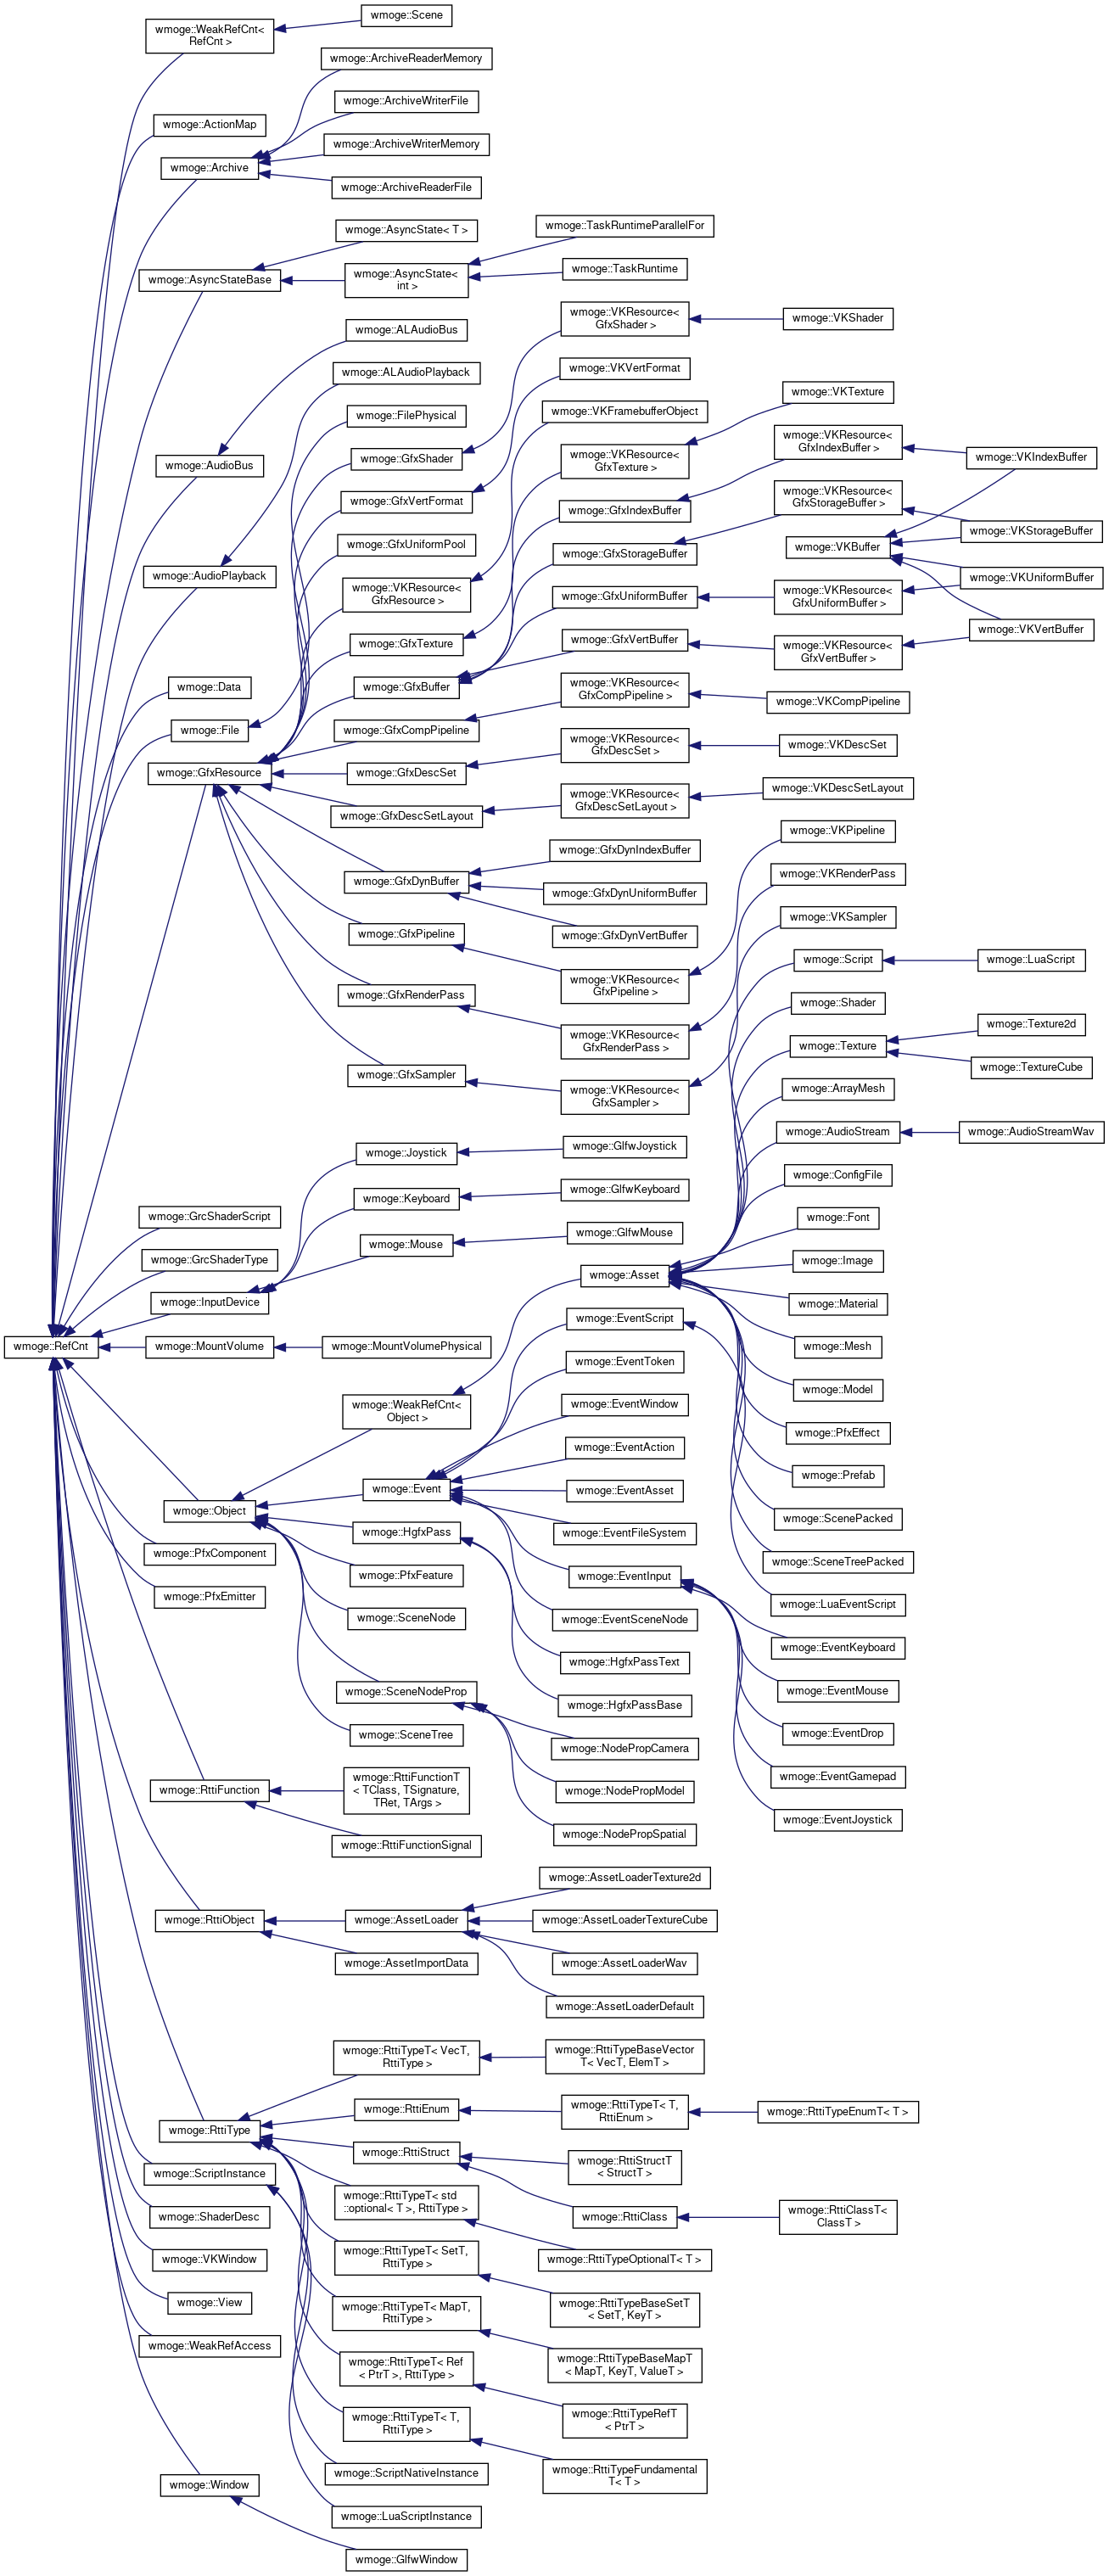 wmoge::RefCnt
wmoge::WeakRefCnt<
RefCnt >
wmoge::Scene
wmoge::ActionMap
wmoge::Archive
wmoge::ArchiveReaderMemory
wmoge::ArchiveWriterFile
wmoge::ArchiveWriterMemory
wmoge::ArchiveReaderFile
wmoge::AsyncStateBase
wmoge::AsyncState< T >
wmoge::AsyncState<
int >
wmoge::TaskRuntimeParallelFor
wmoge::TaskRuntime
wmoge::AudioBus
wmoge::ALAudioBus
wmoge::AudioPlayback
wmoge::ALAudioPlayback
wmoge::Data
wmoge::File
wmoge::FilePhysical
wmoge::GfxResource
wmoge::GfxShader
wmoge::VKResource<
GfxShader >
wmoge::VKShader
wmoge::GfxVertFormat
wmoge::VKVertFormat
wmoge::GfxUniformPool
wmoge::VKResource<
GfxResource >
wmoge::VKFramebufferObject
wmoge::GfxTexture
wmoge::VKResource<
GfxTexture >
wmoge::VKTexture
wmoge::GfxBuffer
wmoge::GfxIndexBuffer
wmoge::VKResource<
GfxIndexBuffer >
wmoge::VKIndexBuffer
wmoge::GfxStorageBuffer
wmoge::VKResource<
GfxStorageBuffer >
wmoge::VKStorageBuffer
wmoge::VKBuffer
wmoge::GfxUniformBuffer
wmoge::VKResource<
GfxUniformBuffer >
wmoge::VKUniformBuffer
wmoge::GfxVertBuffer
wmoge::VKResource<
GfxVertBuffer >
wmoge::VKVertBuffer
wmoge::GfxCompPipeline
wmoge::VKResource<
GfxCompPipeline >
wmoge::VKCompPipeline
wmoge::GfxDescSet
wmoge::VKResource<
GfxDescSet >
wmoge::VKDescSet
wmoge::GfxDescSetLayout
wmoge::VKResource<
GfxDescSetLayout >
wmoge::VKDescSetLayout
wmoge::GfxDynBuffer
wmoge::GfxDynIndexBuffer
wmoge::GfxDynUniformBuffer
wmoge::GfxDynVertBuffer
wmoge::GfxPipeline
wmoge::VKResource<
GfxPipeline >
wmoge::VKPipeline
wmoge::GfxRenderPass
wmoge::VKResource<
GfxRenderPass >
wmoge::VKRenderPass
wmoge::GfxSampler
wmoge::VKResource<
GfxSampler >
wmoge::VKSampler
wmoge::GrcShaderScript
wmoge::GrcShaderType
wmoge::InputDevice
wmoge::Joystick
wmoge::GlfwJoystick
wmoge::Keyboard
wmoge::GlfwKeyboard
wmoge::Mouse
wmoge::GlfwMouse
wmoge::MountVolume
wmoge::MountVolumePhysical
wmoge::Object
wmoge::WeakRefCnt<
Object >
wmoge::Asset
wmoge::Script
wmoge::LuaScript
wmoge::Shader
wmoge::Texture
wmoge::Texture2d
wmoge::TextureCube
wmoge::ArrayMesh
wmoge::AudioStream
wmoge::AudioStreamWav
wmoge::ConfigFile
wmoge::Font
wmoge::Image
wmoge::Material
wmoge::Mesh
wmoge::Model
wmoge::PfxEffect
wmoge::Prefab
wmoge::ScenePacked
wmoge::SceneTreePacked
wmoge::Event
wmoge::EventScript
wmoge::LuaEventScript
wmoge::EventToken
wmoge::EventWindow
wmoge::EventAction
wmoge::EventAsset
wmoge::EventFileSystem
wmoge::EventInput
wmoge::EventKeyboard
wmoge::EventMouse
wmoge::EventDrop
wmoge::EventGamepad
wmoge::EventJoystick
wmoge::EventSceneNode
wmoge::HgfxPass
wmoge::HgfxPassText
wmoge::HgfxPassBase
wmoge::PfxFeature
wmoge::SceneNode
wmoge::SceneNodeProp
wmoge::NodePropCamera
wmoge::NodePropModel
wmoge::NodePropSpatial
wmoge::SceneTree
wmoge::PfxComponent
wmoge::PfxEmitter
wmoge::RttiFunction
wmoge::RttiFunctionT
< TClass, TSignature,
TRet, TArgs >
wmoge::RttiFunctionSignal
wmoge::RttiObject
wmoge::AssetLoader
wmoge::AssetLoaderTexture2d
wmoge::AssetLoaderTextureCube
wmoge::AssetLoaderWav
wmoge::AssetLoaderDefault
wmoge::AssetImportData
wmoge::RttiType
wmoge::RttiTypeT< VecT,
RttiType >
wmoge::RttiTypeBaseVector
T< VecT, ElemT >
wmoge::RttiEnum
wmoge::RttiTypeT< T,
RttiEnum >
wmoge::RttiTypeEnumT< T >
wmoge::RttiStruct
wmoge::RttiStructT
< StructT >
wmoge::RttiClass
wmoge::RttiClassT<
ClassT >
wmoge::RttiTypeT< std
::optional< T >, RttiType >
wmoge::RttiTypeOptionalT< T >
wmoge::RttiTypeT< SetT,
RttiType >
wmoge::RttiTypeBaseSetT
< SetT, KeyT >
wmoge::RttiTypeT< MapT,
RttiType >
wmoge::RttiTypeBaseMapT
< MapT, KeyT, ValueT >
wmoge::RttiTypeT< Ref
< PtrT >, RttiType >
wmoge::RttiTypeRefT
< PtrT >
wmoge::RttiTypeT< T,
RttiType >
wmoge::RttiTypeFundamental
T< T >
wmoge::ScriptInstance
wmoge::ScriptNativeInstance
wmoge::LuaScriptInstance
wmoge::ShaderDesc
wmoge::VKWindow
wmoge::View
wmoge::WeakRefAccess
wmoge::Window
wmoge::GlfwWindow